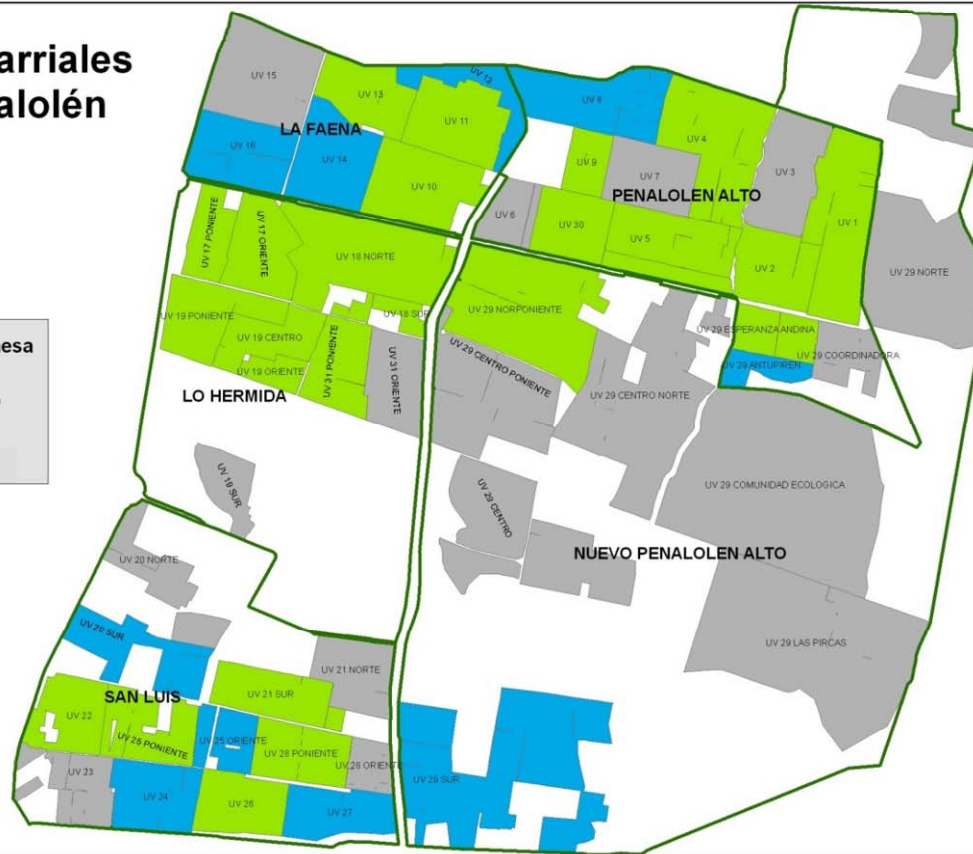 arriales
alolén
esa
UV 15
UV 13
UV 12
UV 11
UV 8
UV 4
LA FAENA
UV 16
UV 14
UV 10
UV 9
UV 7
UV 3
PENALOLEN ALTO
UV 6
UV 30
UV 5
UV 2
UV 1
UV 29 NORTE
UV 17 PONIENTE
UV 17 ORIENTE
UV 18 NORTE
UV 18 SUR
UV 19 PONIENTE
UV 19 CENTRO
UV 19 ORIENTE
UV 31 PONIENTE
UV 31 ORIENTE
LO HERMIDA
UV 29 NORPONIENTE
UV 29 CENTRO PONIENTE
UV 29 CENTRO NORTE
UV 29 ESPERANZA ANDINA
UV 29 COORDINADORA
UV 29 ANTUPIREN
UV 19 SUR
UV 29 CENTRO
UV 29 COMUNIDAD ECOLOGICA
NUEVO PENALOLEN ALTO
UV 29 LAS PIRCAS
UV 20 NORTE
UV 20 SUR
UV 21 NORTE
UV 21 SUR
SAN LUIS
UV 22
UV 25 PONIENTE
UV 25 ORIENTE
UV 28 PONIENTE
UV 28 ORIENTE
UV 23
UV 24
UV 26
UV 27
UV 29 SUR